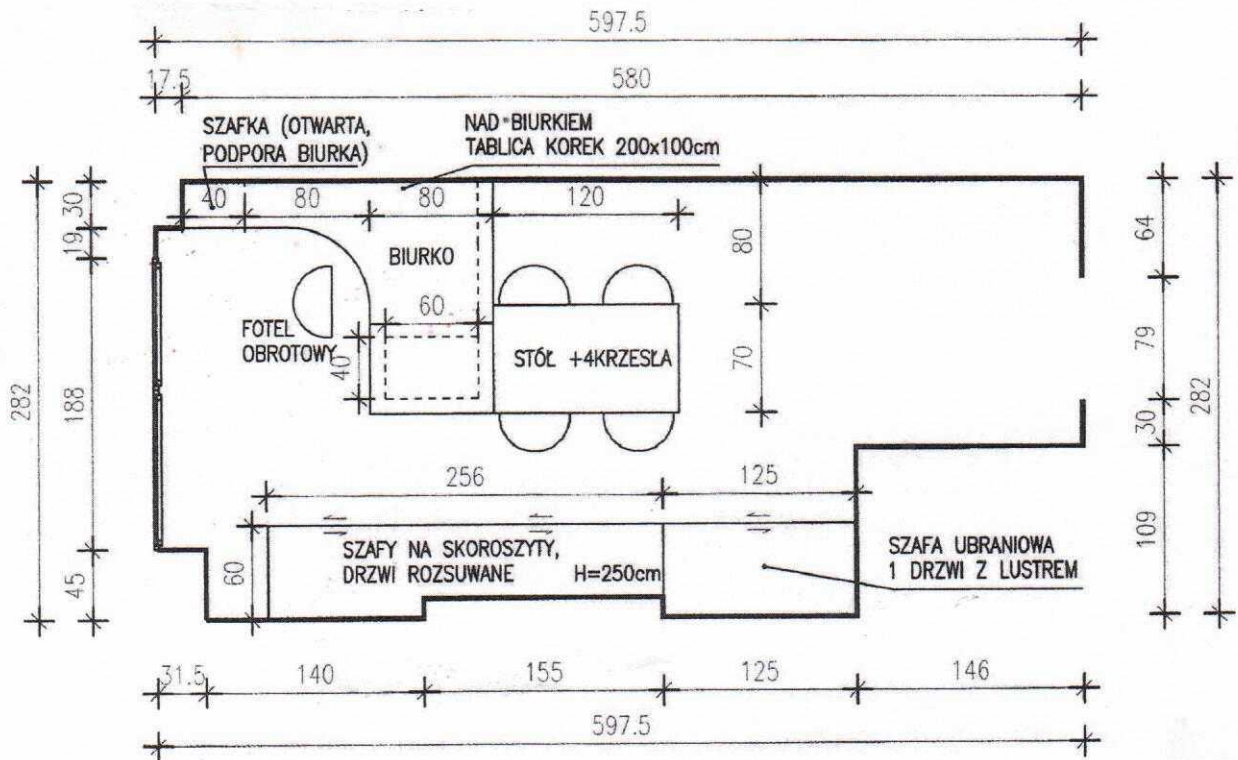 597.5
17.5
580
SZAFKA (OTWARTA,
PODPORA BIURKA)
NAD BIURKIEM
TABLICA KOREK 200x100cm
40
80
80
120
30
19
188
45
282
BIURKO
80
70
60
40
FOTEL
OBROTOWY
STÓŁ +4KRZESŁA
64
79
30
109
282
256
125
60
SZAFY NA SKOROSZYTY,
DRZWI ROZSUWANE
H=250cm
SZAFA UBRANIOWA
1 DRZWI Z LUSTREM
31.5
140
155
125
146
597.5